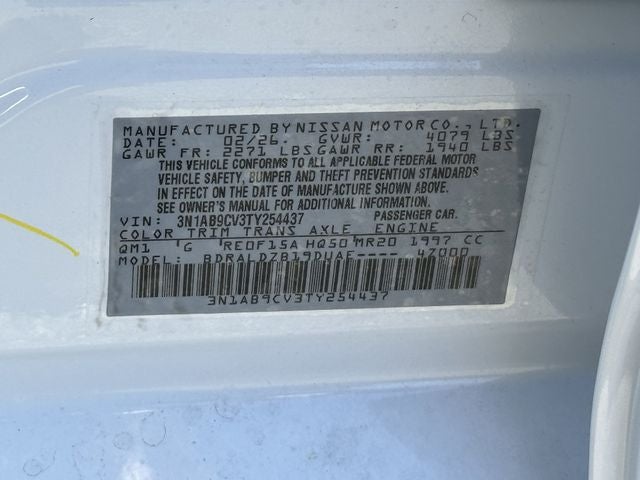 MANUFACTURED BY NISSAN MOTOR CO., LTD.
DATE: 02/26. GVWR: 4079 LBS
GAWR FR: 2271 LBS GAWR RR: 1940 LBS
THIS VEHICLE CONFORMS TO ALL APPLICABLE FEDERAL MOTOR
VEHICLE SAFETY, BUMPER AND THEFT PREVENTION STANDARDS
IN EFFECT ON THE DATE OF MANUFACTURE SHOWN ABOVE.
SEE OWNER'S MANUAL FOR ADDITIONAL INFORMATION.
VIN: 3N1AB9CV3TY254437 PASSENGER CAR.
COLOR TRIM TRANS AXLE ENGINE
QM1 G RE0F15A HQ50 MR20 1997 CC
MODEL: BDRALDZB19DUAF---- 47000
3N1AB9CV3TY254437